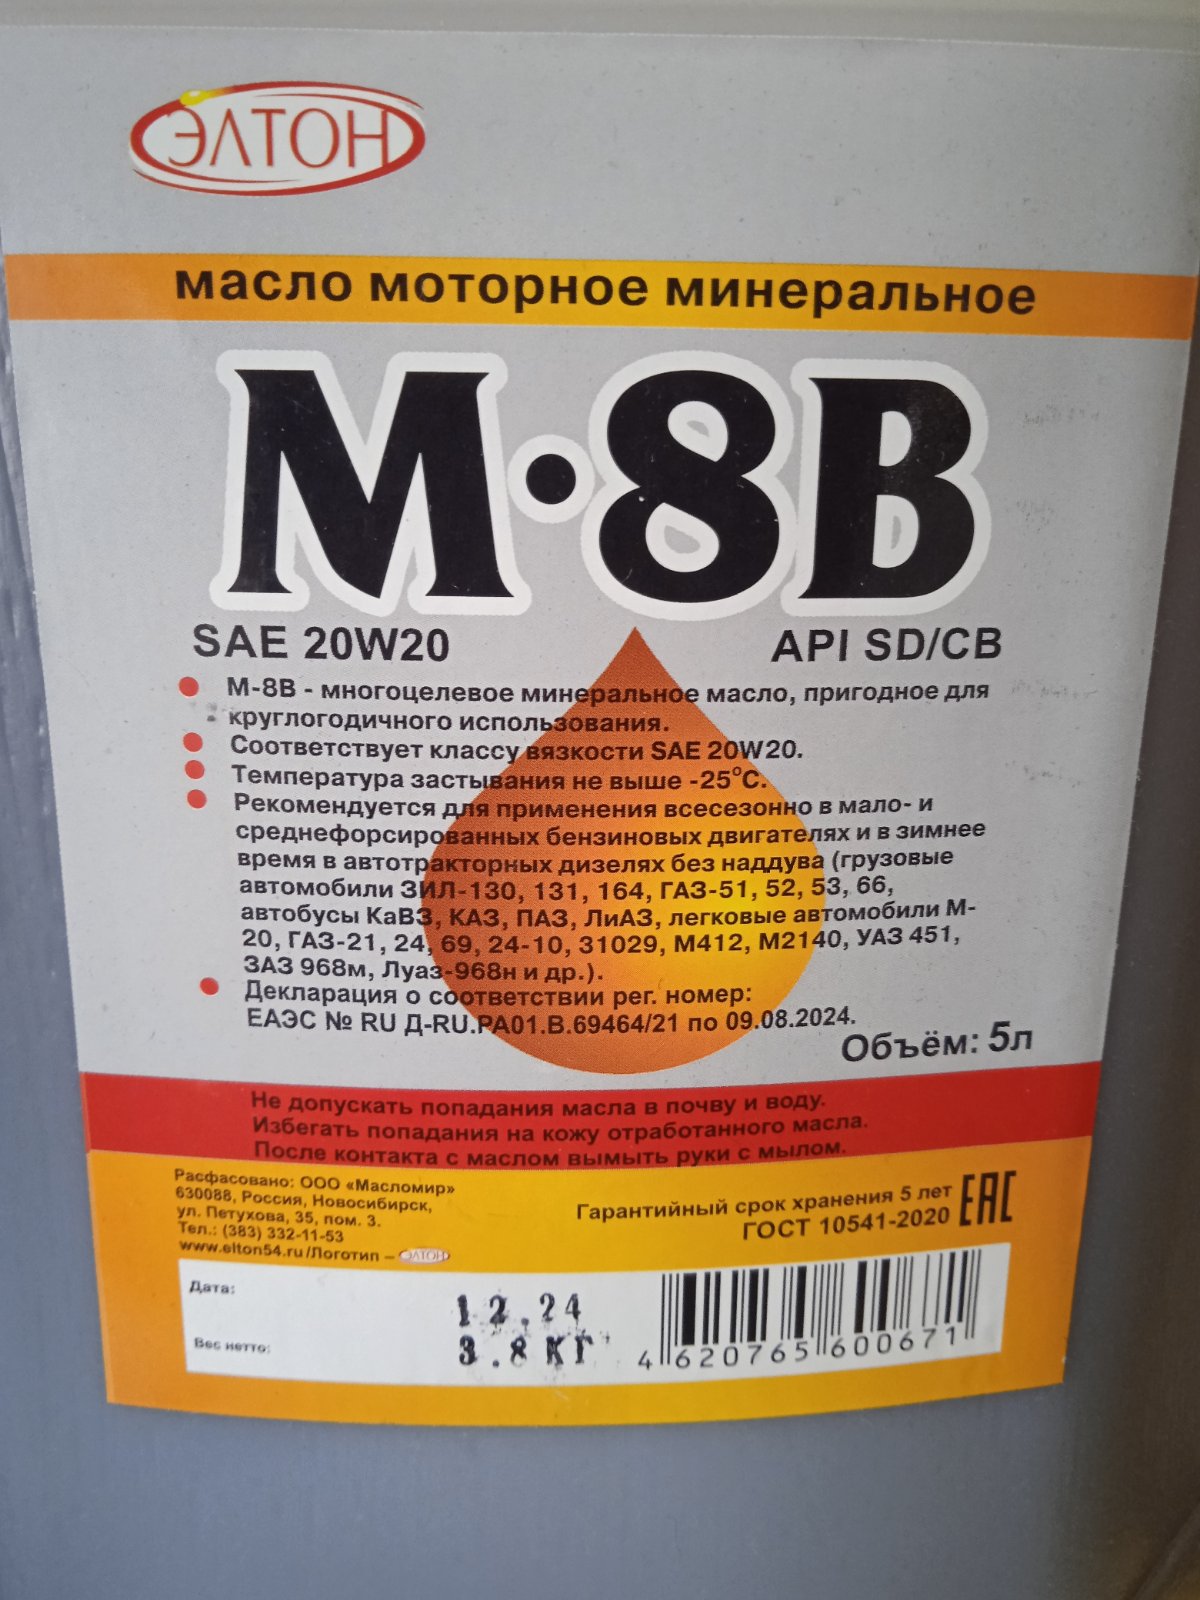 ЭЛТОН
масло моторное минеральное
М·8В
SAE 20W20
API SD/CB
М-8В - многоцелевое минеральное масло, пригодное для
круглогодичного использования.
Соответствует классу вязкости SAE 20W20.
Температура застывания не выше -25°С.
Рекомендуется для применения всесезонно в мало- и
среднефорсированных бензиновых двигателях и в зимнее
время в автотракторных дизелях без наддува (грузовые
автомобили ЗИЛ-130, 131, 164, ГАЗ-51, 52, 53, 66,
автобусы КаВЗ, КАЗ, ПАЗ, ЛиАЗ, легковые автомобили М-
20, ГАЗ-21, 24, 69, 24-10, 31029, М412, М2140, УАЗ 451,
ЗАЗ 968м, Луаз-968н и др.).
Декларация о соответствии рег. номер:
ЕАЭС № RU Д-RU.РА01.В.69464/21 по 09.08.2024.
Объём: 5л
Не допускать попадания масла в почву и воду.
Избегать попадания на кожу отработанного масла.
После контакта с маслом вымыть руки с мылом.
Расфасовано: ООО «Масломир»
630088, Россия, Новосибирск,
ул. Петухова, 35, пом. 3.
Тел.: (383) 332-11-53
www.elton54.ru/Логотип – ЭЛТОН
Гарантийный срок хранения 5 лет
ГОСТ 10541-2020
ЕАС
Дата: 12.24
Вес нетто: 3.8 КГ
4 620765 600671